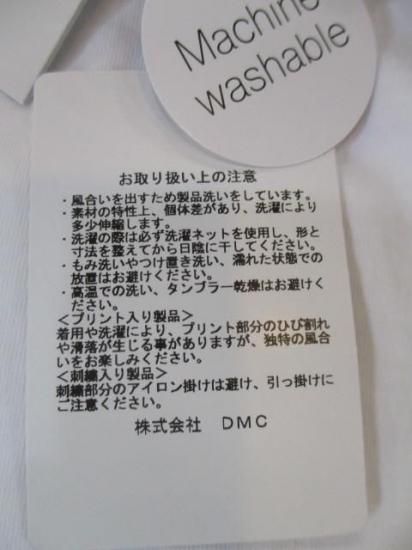 Machine
washable
お取り扱い上の注意
・風合いを出すため製品洗いをしています。
・素材の特性上、個体差があり、洗濯により
多少伸縮します。
・洗濯の際は必ず洗濯ネットを使用し、形と
寸法を整えてから日陰に干してください。
・もみ洗いやつけ置き洗い、濡れた状態での
放置はお避けください。
・高温での洗い、タンブラー乾燥はお避けく
ださい。
＜プリント入り製品＞
着用や洗濯により、プリント部分のひび割れ
や滑落が生じる事がありますが、独特の風合
いをお楽しみください。
＜刺繍入り製品＞
刺繍部分のアイロン掛けは避け、引っ掛けに
ご注意ください。
株式会社　ＤＭＣ